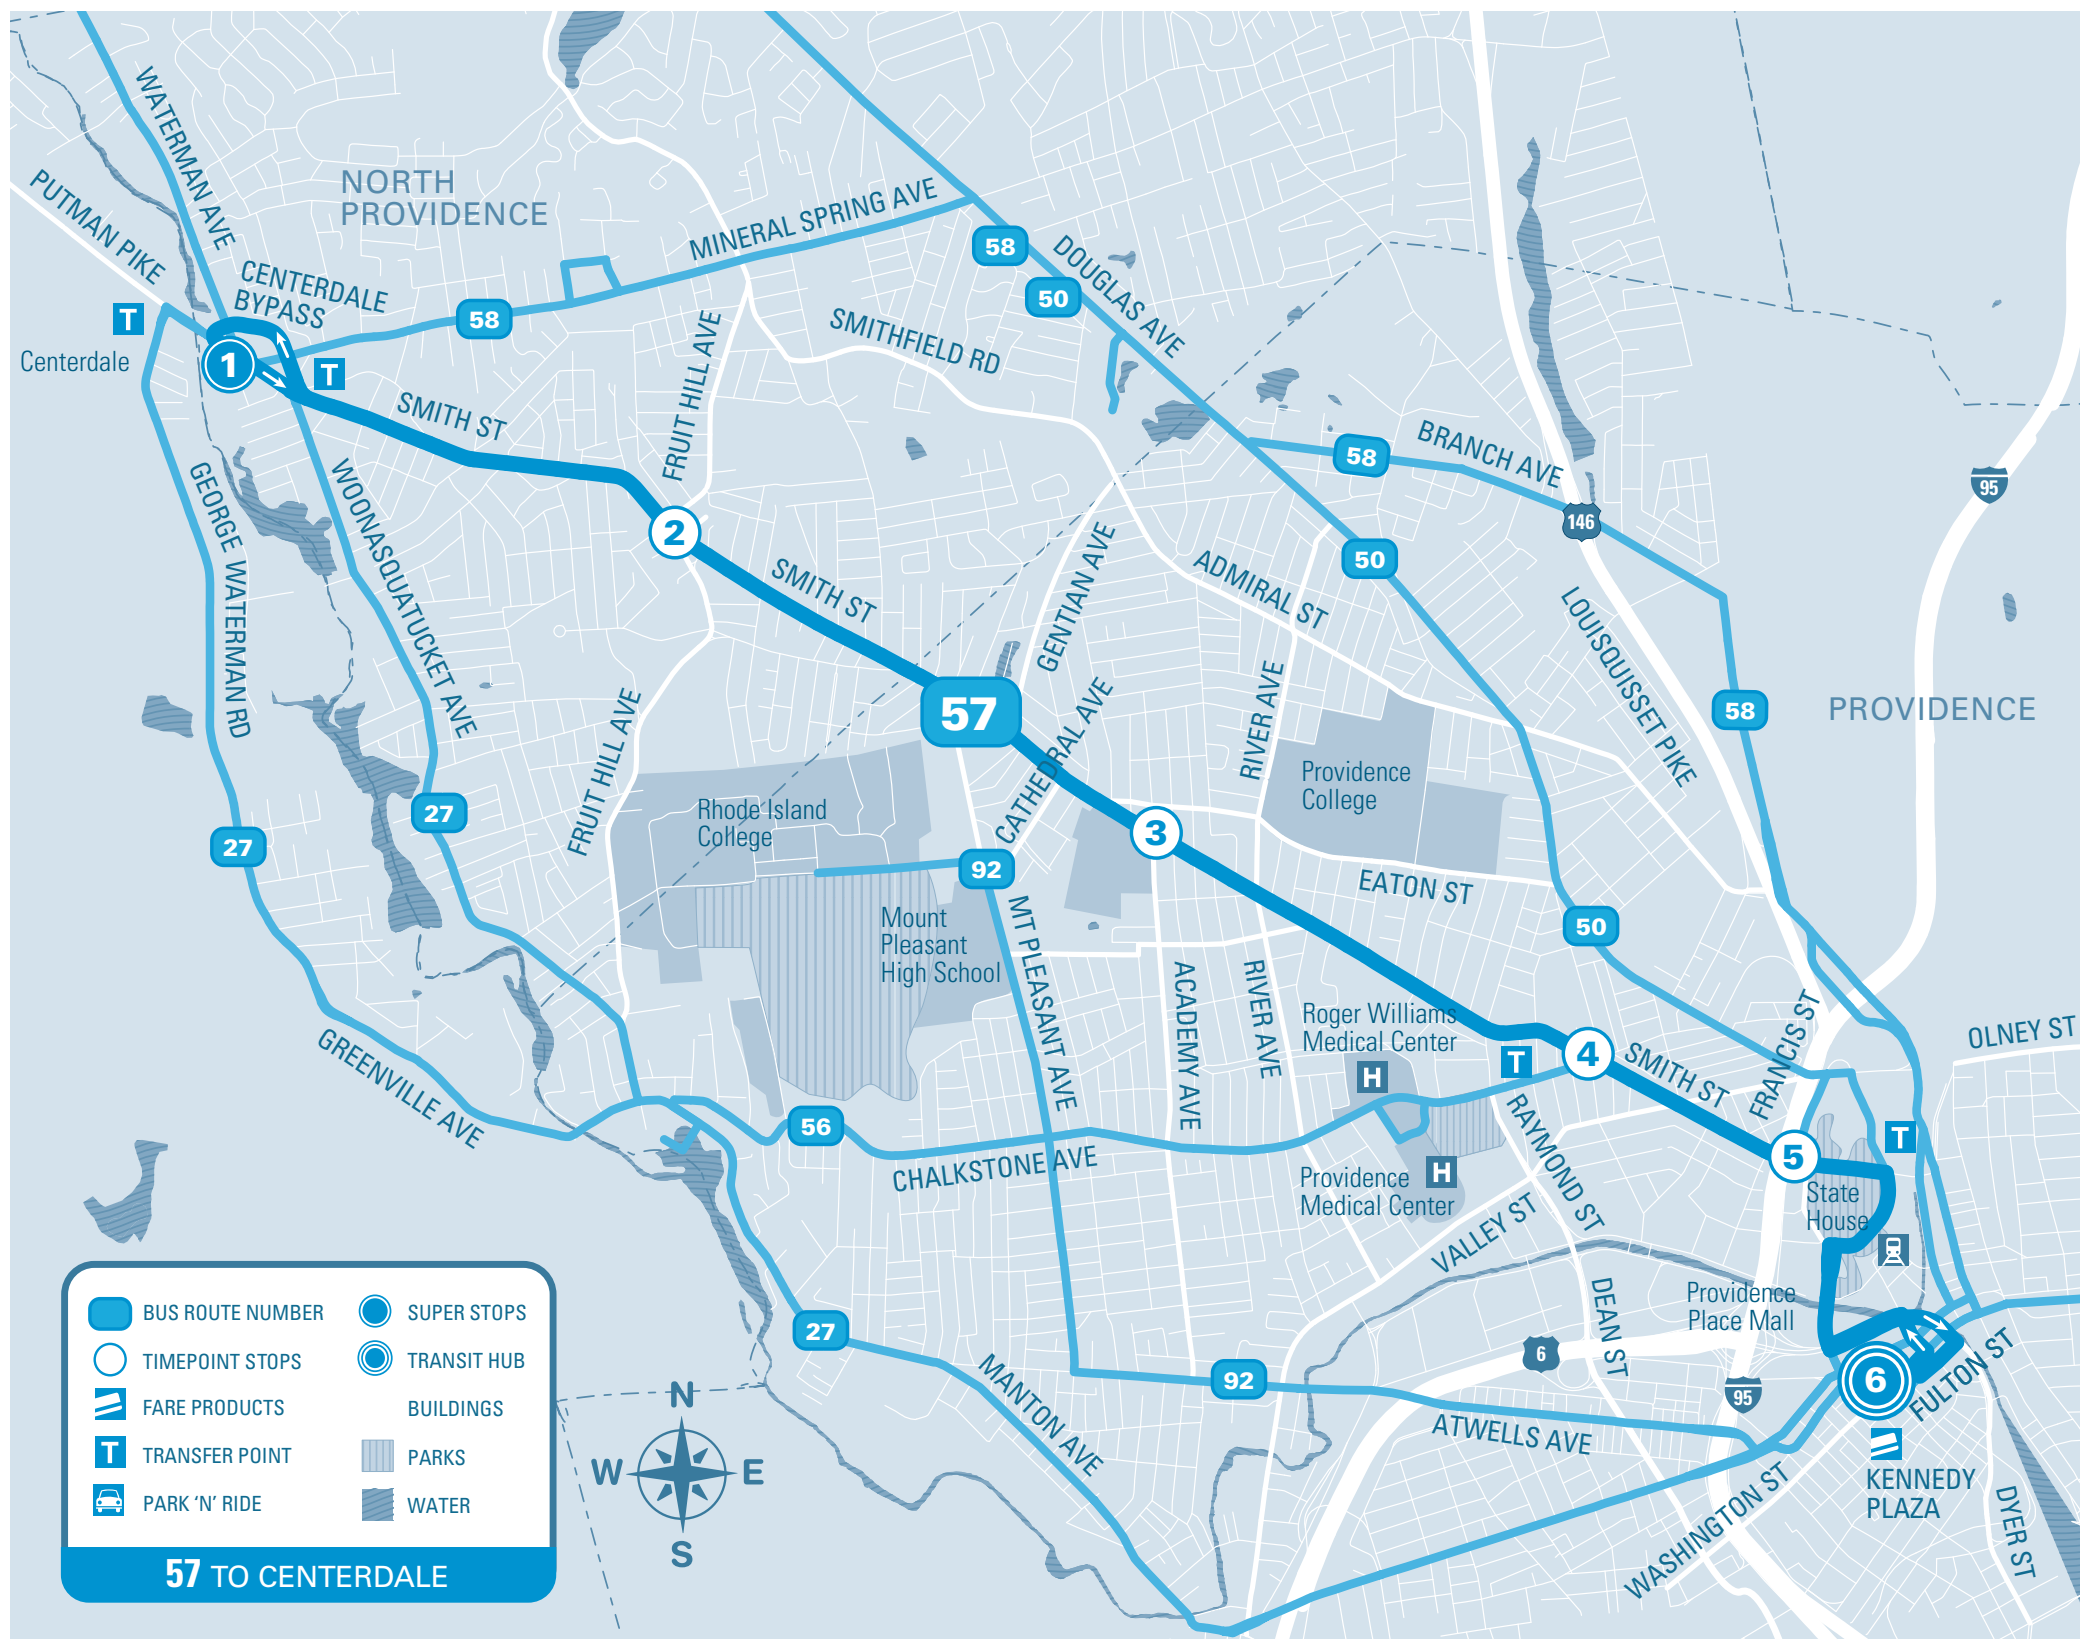 WATERMAN AVE
PUTMAN PIKE
NORTH
PROVIDENCE
MINERAL SPRING AVE
58
DOUGLAS AVE
50
CENTERDALE
BYPASS
T
58
Centerdale
1
T
SMITH ST
FRUIT HILL AVE
SMITHFIELD RD
58
BRANCH AVE
95
146
GEORGE WATERMAN RD
WOONASQUATUCKET AVE
2
SMITH ST
GENTIAN AVE
ADMIRAL ST
50
LOUISQUISSET PIKE
58
PROVIDENCE
57
CATHEDRAL AVE
RIVER AVE
Providence
College
FRUIT HILL AVE
Rhode Island
College
27
27
3
92
EATON ST
50
Mount
Pleasant
High School
MT PLEASANT AVE
ACADEMY AVE
RIVER AVE
Roger Williams
Medical Center
H
T
4
SMITH ST
FRANCIS ST
OLNEY ST
GREENVILLE AVE
56
CHALKSTONE AVE
RAYMOND ST
T
5
Providence
Medical Center
H
State
House
VALLEY ST
DEAN ST
Providence
Place Mall
27
MANTON AVE
92
6
95
6
FULTON ST
ATWELLS AVE
KENNEDY
PLAZA
WASHINGTON ST
DYER ST
N
W
E
S
BUS ROUTE NUMBER
SUPER STOPS
TIMEPOINT STOPS
TRANSIT HUB
FARE PRODUCTS
BUILDINGS
T
TRANSFER POINT
PARKS
PARK ‘N’ RIDE
WATER
57 TO CENTERDALE